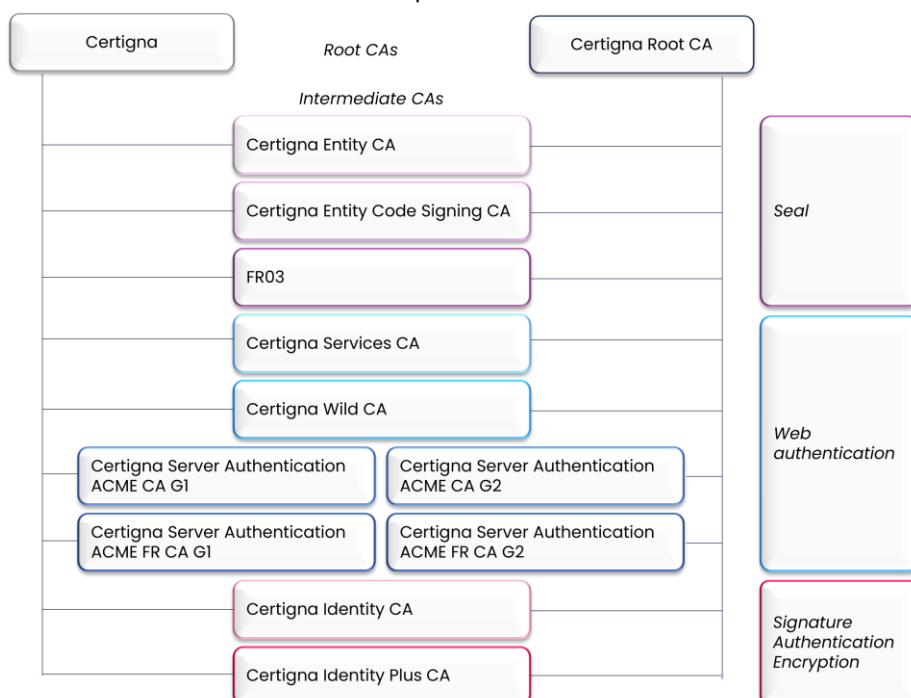 Certigna
Root CAs
Certigna Root CA
Intermediate CAs
Certigna Entity CA
Certigna Entity Code Signing CA
Seal
FR03
Certigna Services CA
Certigna Wild CA
Web
authentication
Certigna Server Authentication
ACME CA G1
Certigna Server Authentication
ACME CA G2
Certigna Server Authentication
ACME FR CA G1
Certigna Server Authentication
ACME FR CA G2
Certigna Identity CA
Signature
Authentication
Encryption
Certigna Identity Plus CA